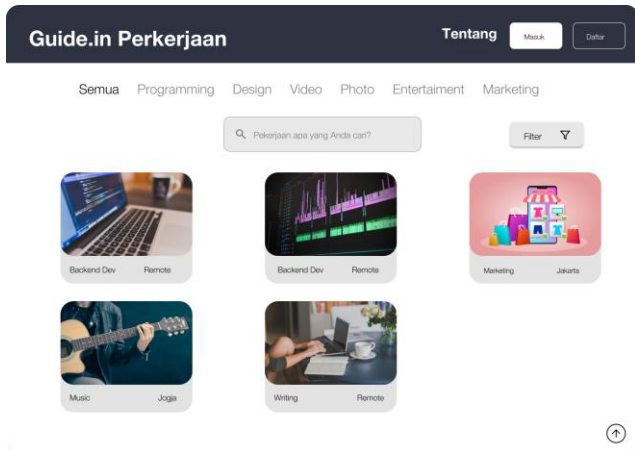 Guide.in Perkerjaan
Tentang
Masuk
Daftar
Semua Programming Design Video Photo Entertaiment Marketing
Pekerjaan apa yang Anda cari?
Filter
Backend Dev Remote
Backend Dev Remote
Marketing Jakarta
Music Jogja
Writing Remote